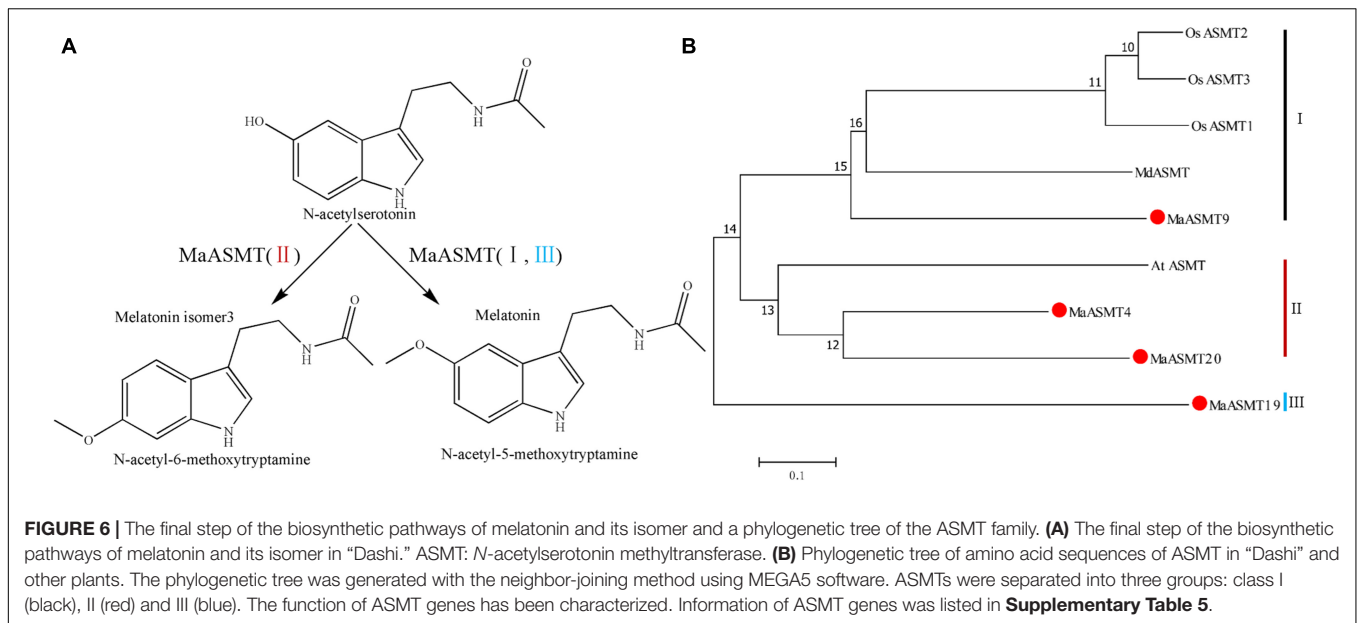 A
B
O
HO
N
H
N
H.
N-acetylserotonin
MaASMT( II )
MaASMT( I , III)
Melatonin isomer3
O
N
H
O
N
H
N-acetyl-6-methoxytryptamine
Melatonin
O
N
H
O
N
H
N-acetyl-5-methoxytryptamine
10
Os ASMT2
11
Os ASMT3
Os ASMT1
I
16
15
MdASMT
MaASMT9
14
At ASMT
13
MaASMT4
II
12
MaASMT20
MaASMT19
III
0.1
FIGURE 6 | The final step of the biosynthetic pathways of melatonin and its isomer and a phylogenetic tree of the ASMT family. (A) The final step of the biosynthetic
pathways of melatonin and its isomer in “Dashi.” ASMT: N-acetylserotonin methyltransferase. (B) Phylogenetic tree of amino acid sequences of ASMT in “Dashi” and
other plants. The phylogenetic tree was generated with the neighbor-joining method using MEGA5 software. ASMTs were separated into three groups: class I
(black), II (red) and III (blue). The function of ASMT genes has been characterized. Information of ASMT genes was listed in Supplementary Table 5.